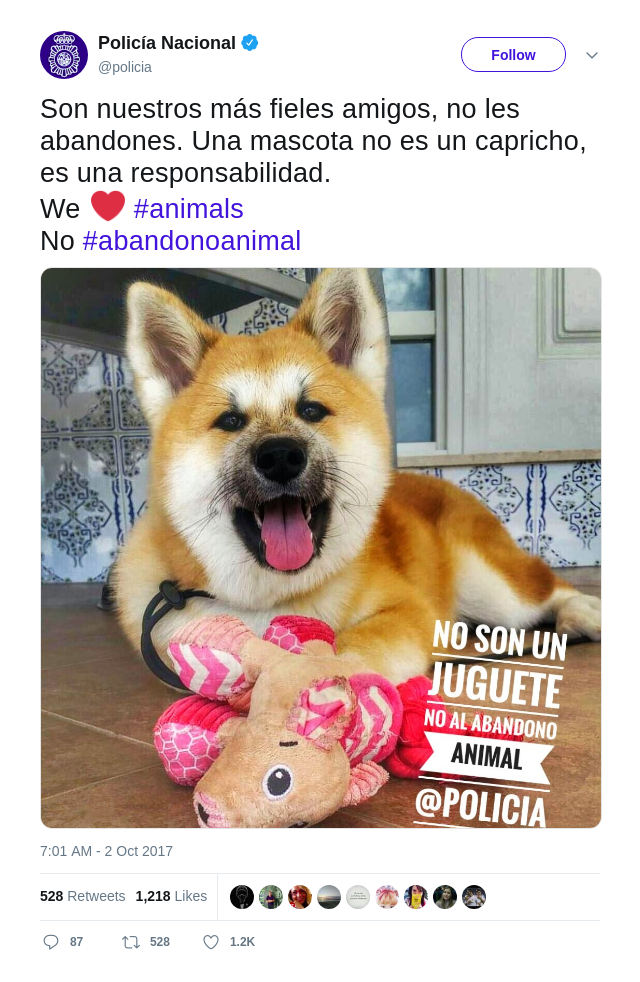 Policía Nacional
@policia
Follow
Son nuestros más fieles amigos, no les
abandones. Una mascota no es un capricho,
es una responsabilidad.
We ❤ #animals
No #abandonoanimal
NO SON UN
JUGUETE
NO AL ABANDONO
ANIMAL
@POLICIA
7:01 AM - 2 Oct 2017
528 Retweets 1,218 Likes
87 528 1.2K